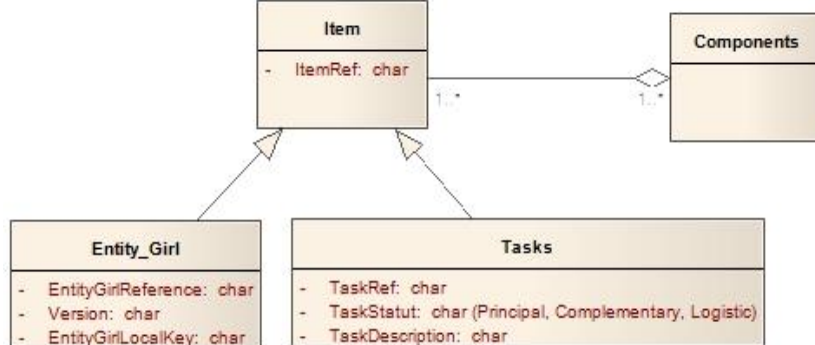 Item
- ItemRef: char
Components
1..*
1..*
Entity_Girl
- EntityGirlReference: char
- Version: char
- EntityGirlLocalKey: char
Tasks
- TaskRef: char
- TaskStatut: char (Principal, Complementary, Logistic)
- TaskDescription: char